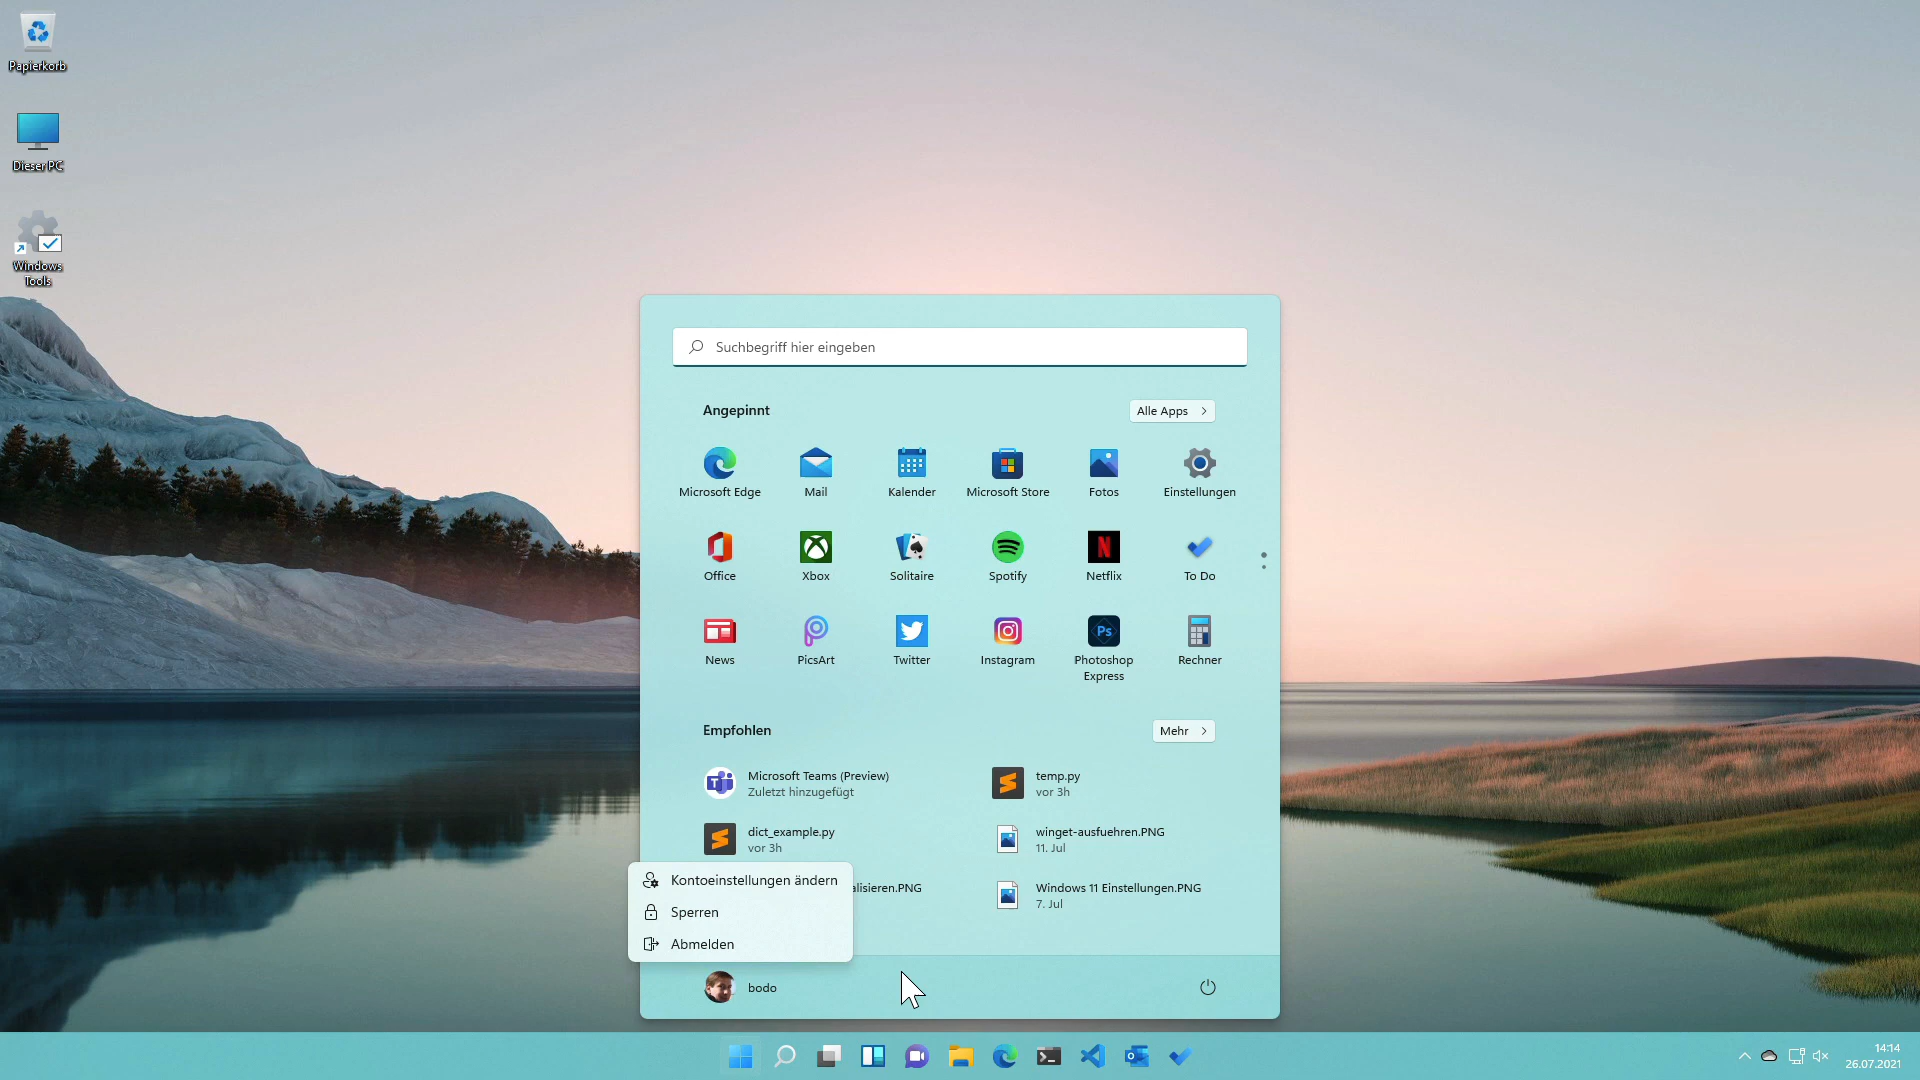 Papierkorb
Dieser PC
Windows
Tools
Suchbegriff hier eingeben
Angepinnt
Alle Apps
Microsoft Edge
Mail
Kalender
Microsoft Store
Fotos
Einstellungen
Office
Xbox
Solitaire
Spotify
Netflix
To Do
News
PicsArt
Twitter
Instagram
Ps
Photoshop
Express
Rechner
Empfohlen
Mehr
Microsoft Teams (Preview)
Zuletzt hinzugefügt
temp.py
vor 3h
dict_example.py
vor 3h
winget-ausfuehren.PNG
11. Jul
alisieren.PNG
Windows 11 Einstellungen.PNG
7. Jul
Kontoeinstellungen ändern
Sperren
Abmelden
bodo
14:14
26.07.2021